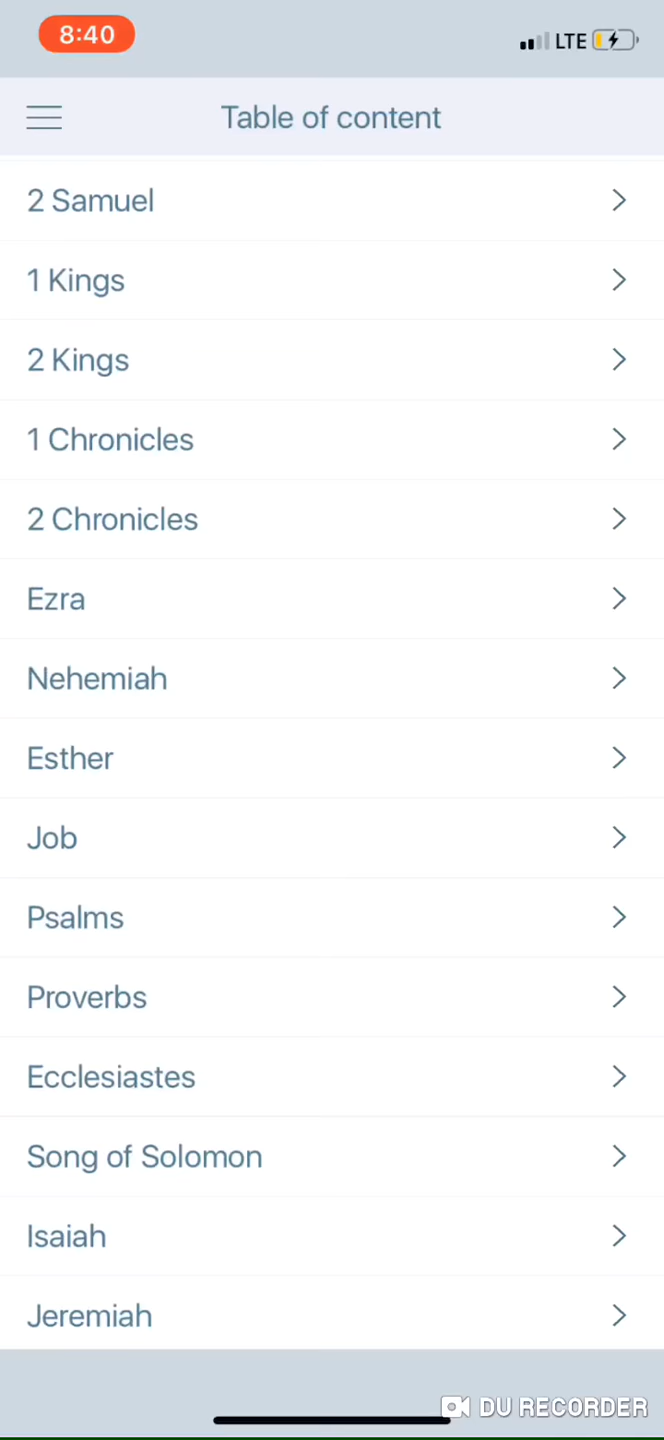 8:40
LTE
Table of content
2 Samuel
1 Kings
2 Kings
1 Chronicles
2 Chronicles
Ezra
Nehemiah
Esther
Job
Psalms
Proverbs
Ecclesiastes
Song of Solomon
Isaiah
Jeremiah
DU RECORDER